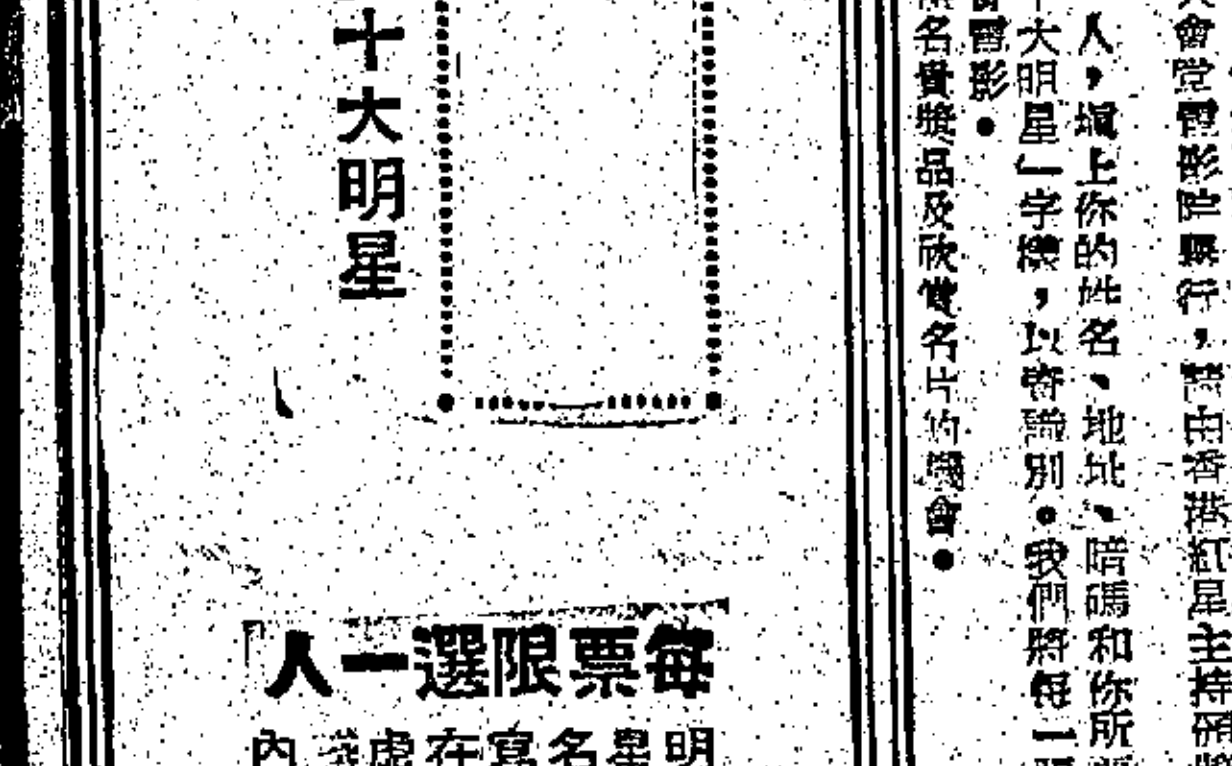 會堂電影院舉行，請由香港紅星主持頒獎
人，塡上你的姓名、地址、暗碼和你所
十大明星」字樣，以資識別。我們將每一
電影。
名貴獎品及欣賞名片的機會。
十大明星
每票限選一人
明星名寫在虛線內